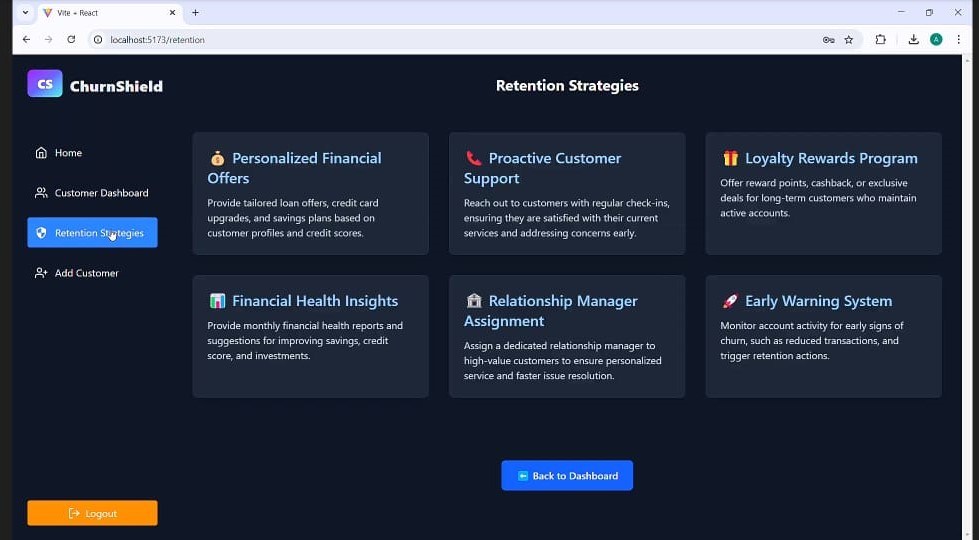 Vite + React
localhost:5173/retention
A
CS ChurnShield
Retention Strategies
Home
Customer Dashboard
Retention Strategies
Add Customer
Logout
Personalized Financial
Offers
Provide tailored loan offers, credit card
upgrades, and savings plans based on
customer profiles and credit scores.
Proactive Customer
Support
Reach out to customers with regular check-ins,
ensuring they are satisfied with their current
services and addressing concerns early.
Loyalty Rewards Program
Offer reward points, cashback, or exclusive
deals for long-term customers who maintain
active accounts.
Financial Health Insights
Provide monthly financial health reports and
suggestions for improving savings, credit
score, and investments.
Relationship Manager
Assignment
Assign a dedicated relationship manager to
high-value customers to ensure personalized
service and faster issue resolution.
Early Warning System
Monitor account activity for early signs of
churn, such as reduced transactions, and
trigger retention actions.
Back to Dashboard